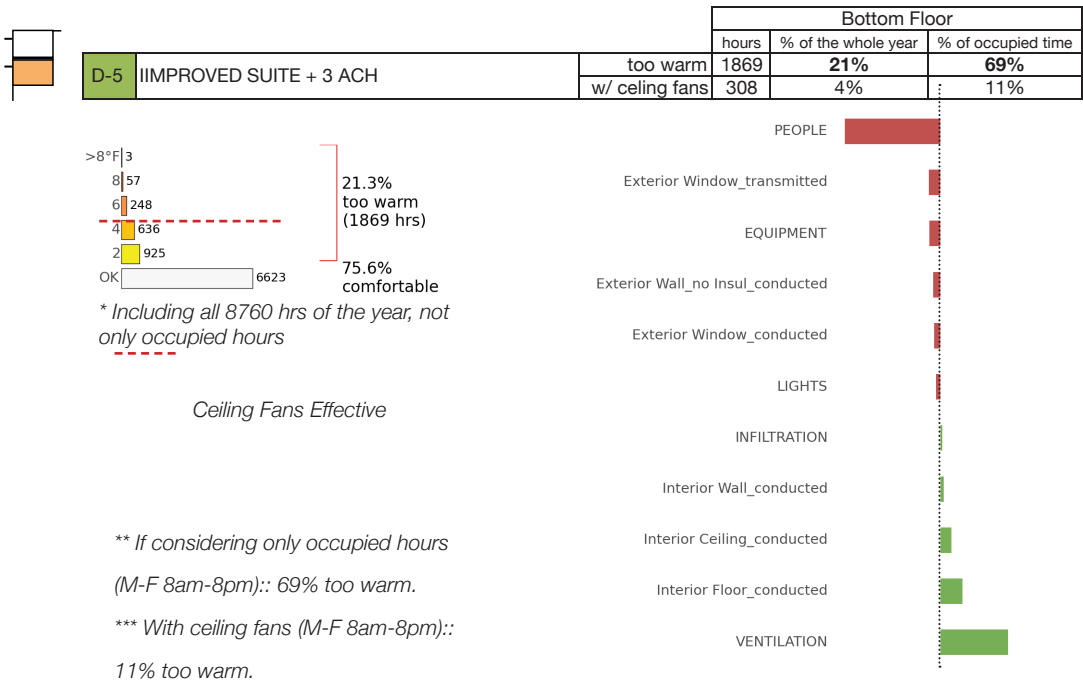 Bottom Floor
hours % of the whole year % of occupied time
D-5 IIMPROVED SUITE + 3 ACH too warm 1869 21% 69%
w/ celing fans 308 4% 11%
>8°F 3
8 57
6 248
4 636
2 925
OK 6623
21.3%
too warm
(1869 hrs)
75.6%
comfortable
* Including all 8760 hrs of the year, not
only occupied hours
Ceiling Fans Effective
** If considering only occupied hours
(M-F 8am-8pm):: 69% too warm.
*** With ceiling fans (M-F 8am-8pm)::
11% too warm.
PEOPLE
Exterior Window_transmitted
EQUIPMENT
Exterior Wall_no Insul_conducted
Exterior Window_conducted
LIGHTS
INFILTRATION
Interior Wall_conducted
Interior Ceiling_conducted
Interior Floor_conducted
VENTILATION